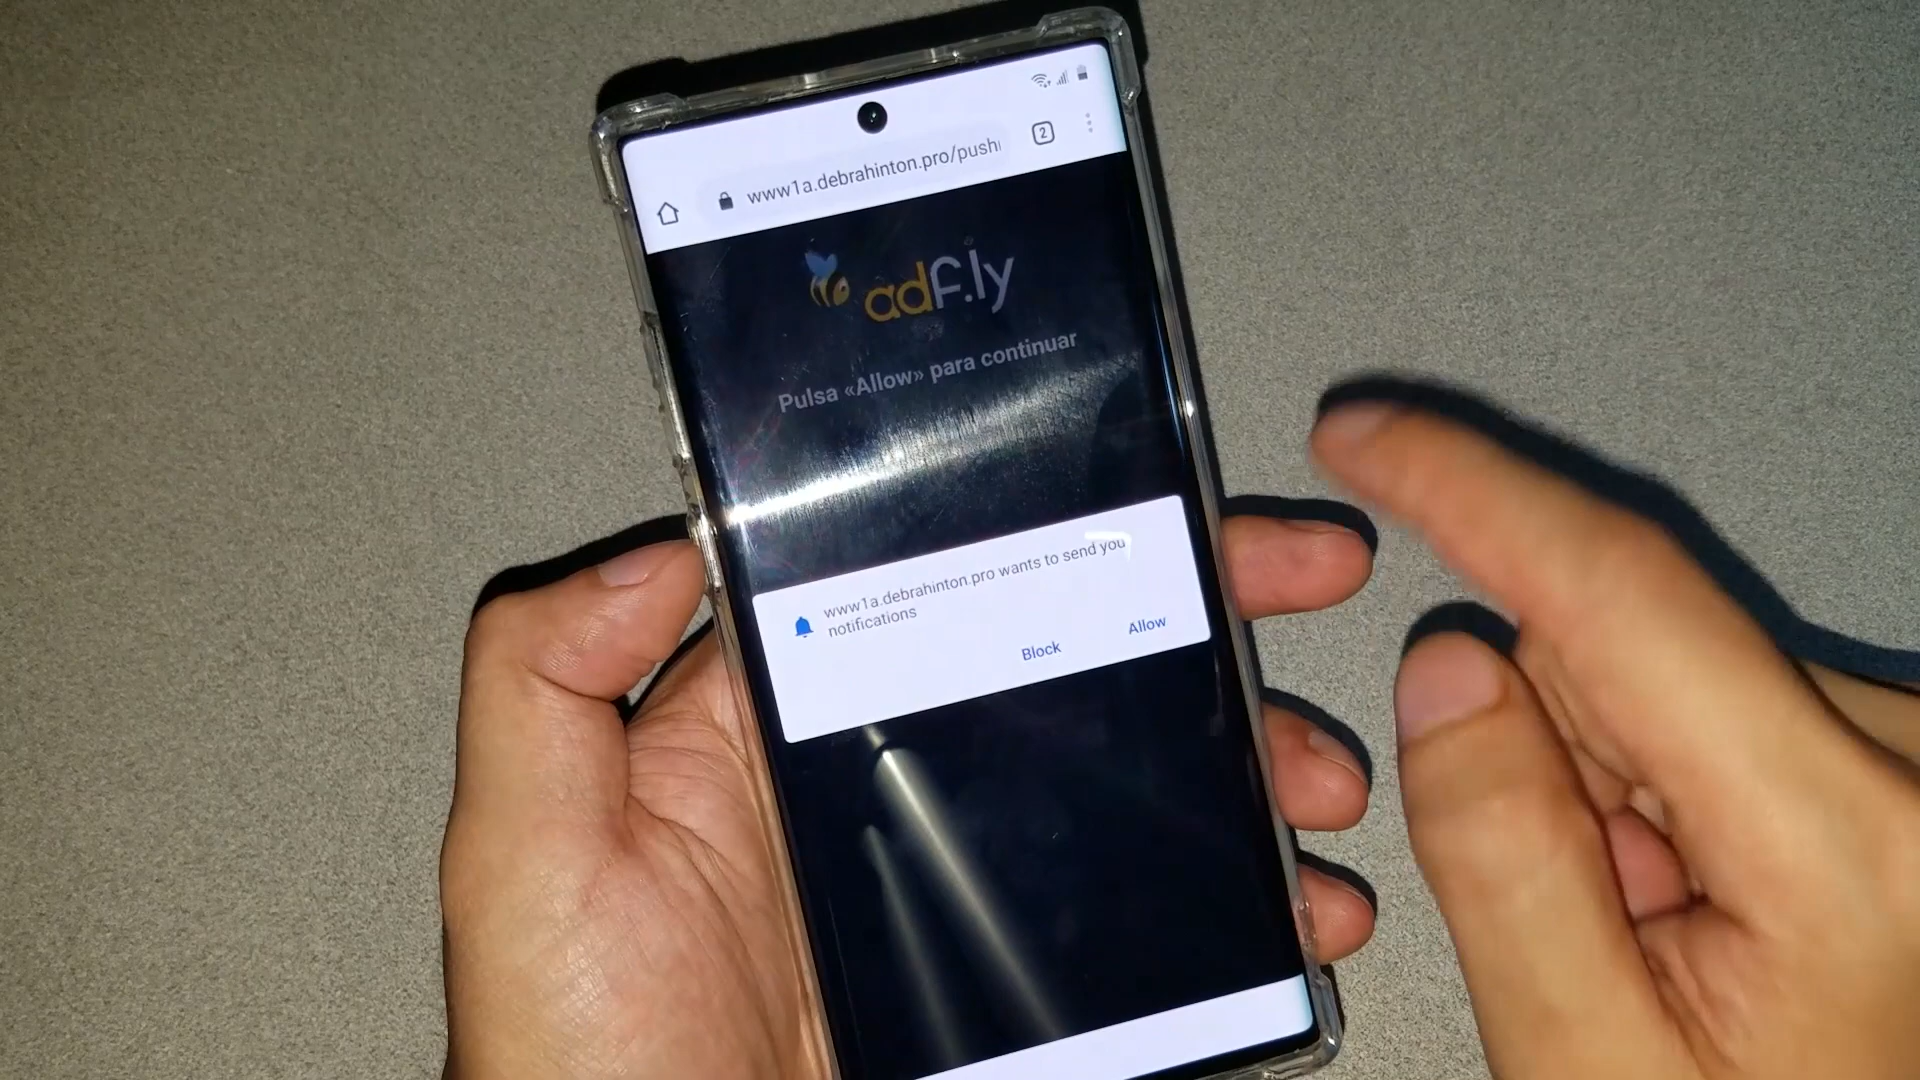 2
www1a.debrahinton.pro/push
adf.ly
Pulsa «Allow» para continuar
www1a.debrahinton.pro wants to send you
notifications
Block
Allow